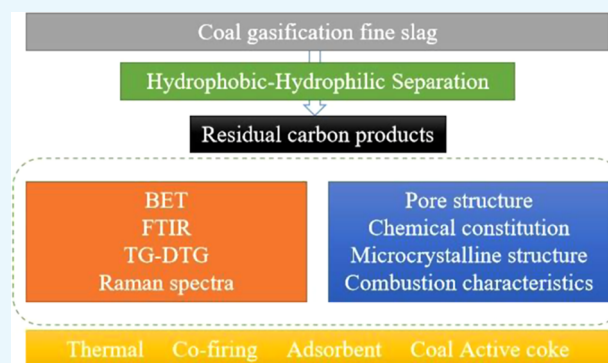 Coal gasification fine slag
Hydrophobic-Hydrophilic Separation
Residual carbon products
BET
FTIR
TG-DTG
Raman spectra
Pore structure
Chemical constitution
Microcrystalline structure
Combustion characteristics
Thermal Co-firing Adsorbent Coal Active coke